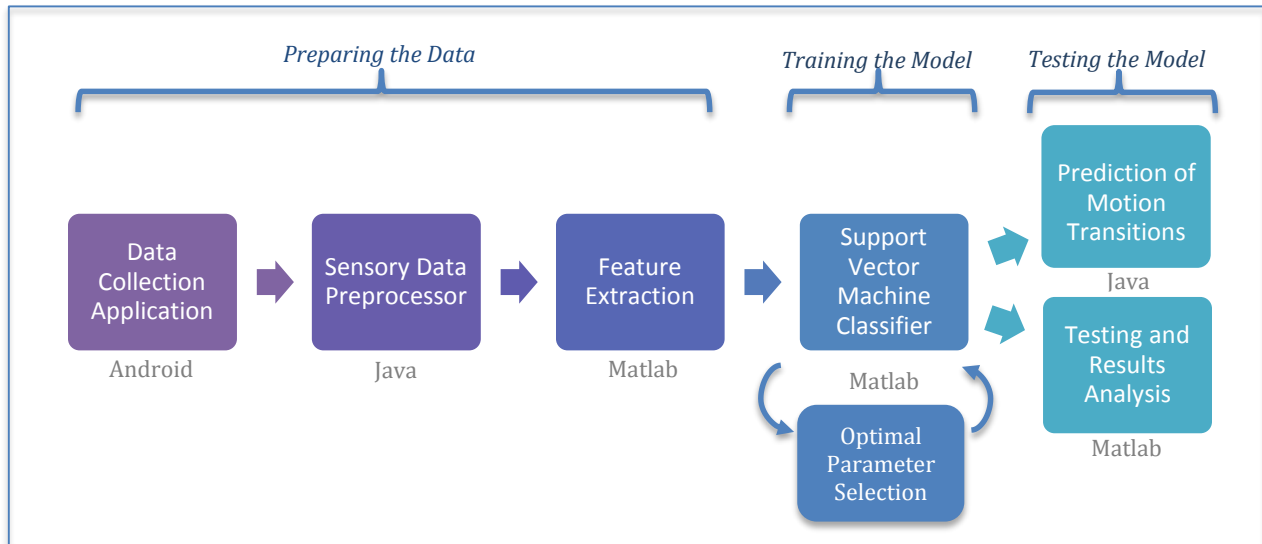 Preparing the Data
Training the Model
Testing the Model
Data
Collection
Application
Android
Sensory Data
Preprocessor
Java
Feature
Extraction
Matlab
Support
Vector
Machine
Classifier
Matlab
Optimal
Parameter
Selection
Prediction of
Motion
Transitions
Java
Testing and
Results
Analysis
Matlab